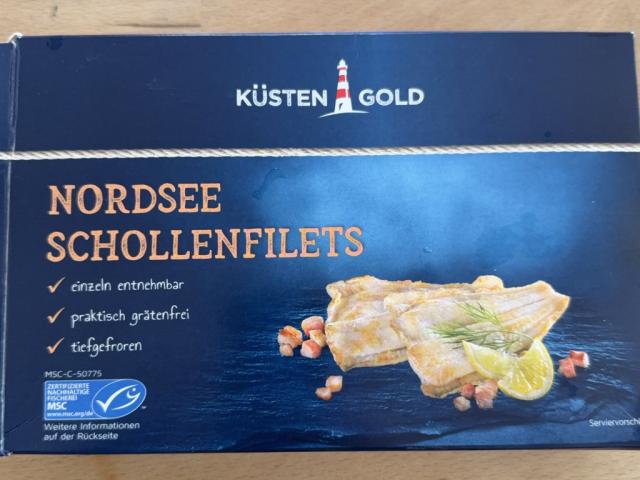 KÜSTEN GOLD
NORDSEE
SCHOLLENFILETS
✓ einzeln entnehmbar
✓ praktisch grätenfrei
✓ tiefgefroren
MSC-C-50775
ZERTIFIZIERTE
NACHHALTIGE
FISCHEREI
MSC
www.msc.org/de
Weitere Informationen
auf der Rückseite
Serviervorschl